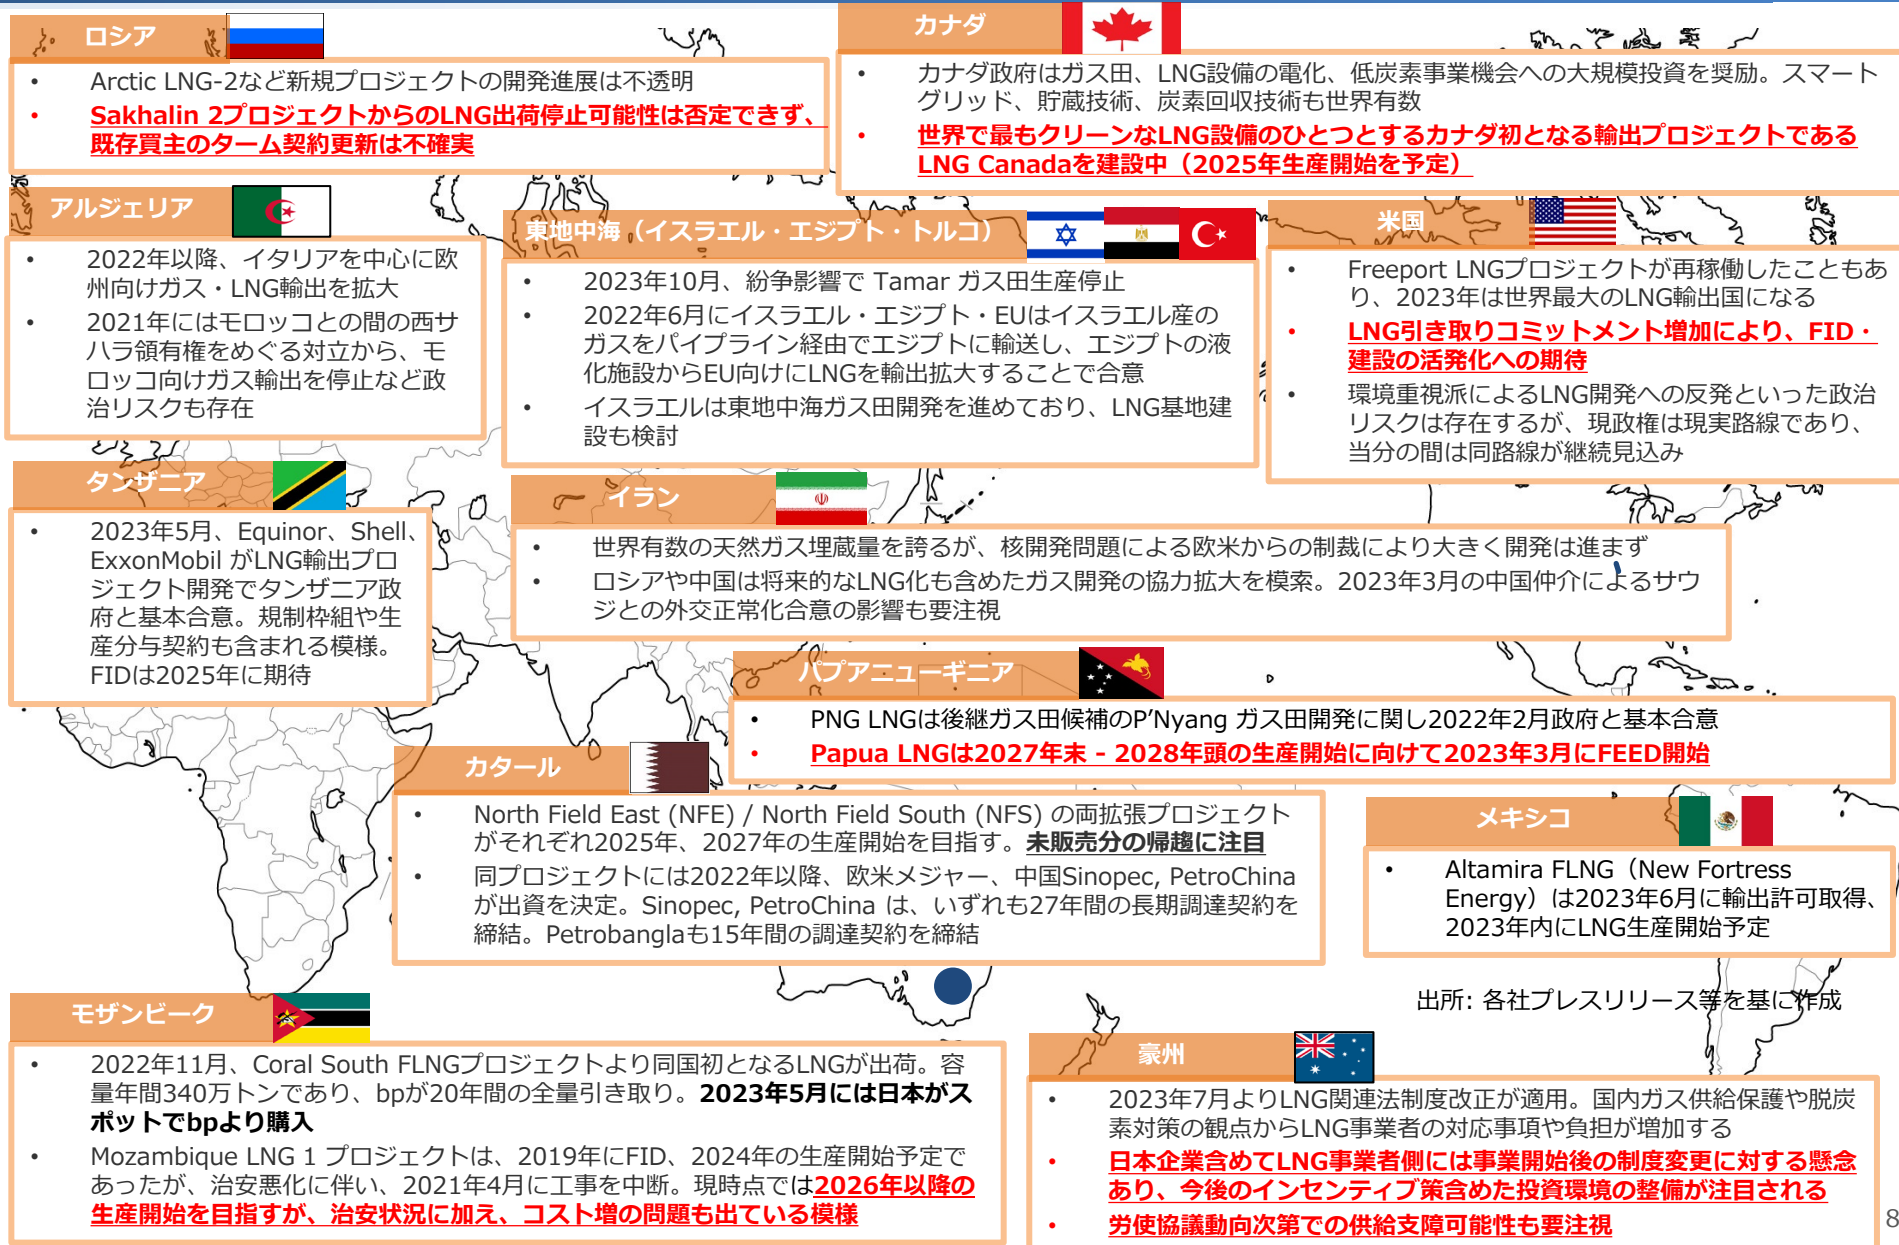 ロシア
• Arctic LNG-2など新規プロジェクトの開発進展は不透明
• Sakhalin 2プロジェクトからのLNG出荷停止可能性は否定できず、
既存買主のターム契約更新は不確実
カナダ
• カナダ政府はガス田、LNG設備の電化、低炭素事業機会への大規模投資を奨励。スマート
グリッド、貯蔵技術、炭素回収技術も世界有数
• 世界で最もクリーンなLNG設備のひとつとするカナダ初となる輸出プロジェクトである
LNG Canadaを建設中（2025年生産開始を予定）
アルジェリア
• 2022年以降、イタリアを中心に欧
州向けガス・LNG輸出を拡大
• 2021年にはモロッコとの間の西サ
ハラ領有権をめぐる対立から、モ
ロッコ向けガス輸出を停止など政
治リスクも存在
東地中海（イスラエル・エジプト・トルコ）
• 2023年10月、紛争影響で Tamar ガス田生産停止
• 2022年6月にイスラエル・エジプト・EUはイスラエル産の
ガスをパイプライン経由でエジプトに輸送し、エジプトの液
化施設からEU向けにLNGを輸出拡大することで合意
• イスラエルは東地中海ガス田開発を進めており、LNG基地建
設も検討
米国
• Freeport LNGプロジェクトが再稼働したこともあ
り、2023年は世界最大のLNG輸出国になる
• LNG引き取りコミットメント増加により、FID・
建設の活発化への期待
• 環境重視派によるLNG開発への反発といった政治
リスクは存在するが、現政権は現実路線であり、
当分の間は同路線が継続見込み
タンザニア
• 2023年5月、Equinor、Shell、
ExxonMobil がLNG輸出プロ
ジェクト開発でタンザニア政
府と基本合意。規制枠組や生
産分与契約も含まれる模様。
FIDは2025年に期待
イラン
• 世界有数の天然ガス埋蔵量を誇るが、核開発問題による欧米からの制裁により大きく開発は進まず
• ロシアや中国は将来的なLNG化も含めたガス開発の協力拡大を模索。2023年3月の中国仲介によるサウ
ジとの外交正常化合意の影響も要注視
パプアニューギニア
• PNG LNGは後継ガス田候補のP’Nyang ガス田開発に関し2022年2月政府と基本合意
• Papua LNGは2027年末 - 2028年頭の生産開始に向けて2023年3月にFEED開始
カタール
• North Field East (NFE) / North Field South (NFS) の両拡張プロジェクト
がそれぞれ2025年、2027年の生産開始を目指す。未販売分の帰趨に注目
• 同プロジェクトには2022年以降、欧米メジャー、中国Sinopec, PetroChina
が出資を決定。Sinopec, PetroChina は、いずれも27年間の長期調達契約を
締結。Petrobanglaも15年間の調達契約を締結
メキシコ
• Altamira FLNG（New Fortress
Energy）は2023年6月に輸出許可取得、
2023年内にLNG生産開始予定
出所: 各社プレスリリース等を基に作成
モザンビーク
• 2022年11月、Coral South FLNGプロジェクトより同国初となるLNGが出荷。容
量年間340万トンであり、bpが20年間の全量引き取り。2023年5月には日本がス
ポットでbpより購入
• Mozambique LNG 1 プロジェクトは、2019年にFID、2024年の生産開始予定で
あったが、治安悪化に伴い、2021年4月に工事を中断。現時点では2026年以降の
生産開始を目指すが、治安状況に加え、コスト増の問題も出ている模様
豪州
• 2023年7月よりLNG関連法制度改正が適用。国内ガス供給保護や脱炭
素対策の観点からLNG事業者の対応事項や負担が増加する
• 日本企業含めてLNG事業者側には事業開始後の制度変更に対する懸念
あり、今後のインセンティブ策含めた投資環境の整備が注目される
• 労使協議動向次第での供給支障可能性も要注視
8